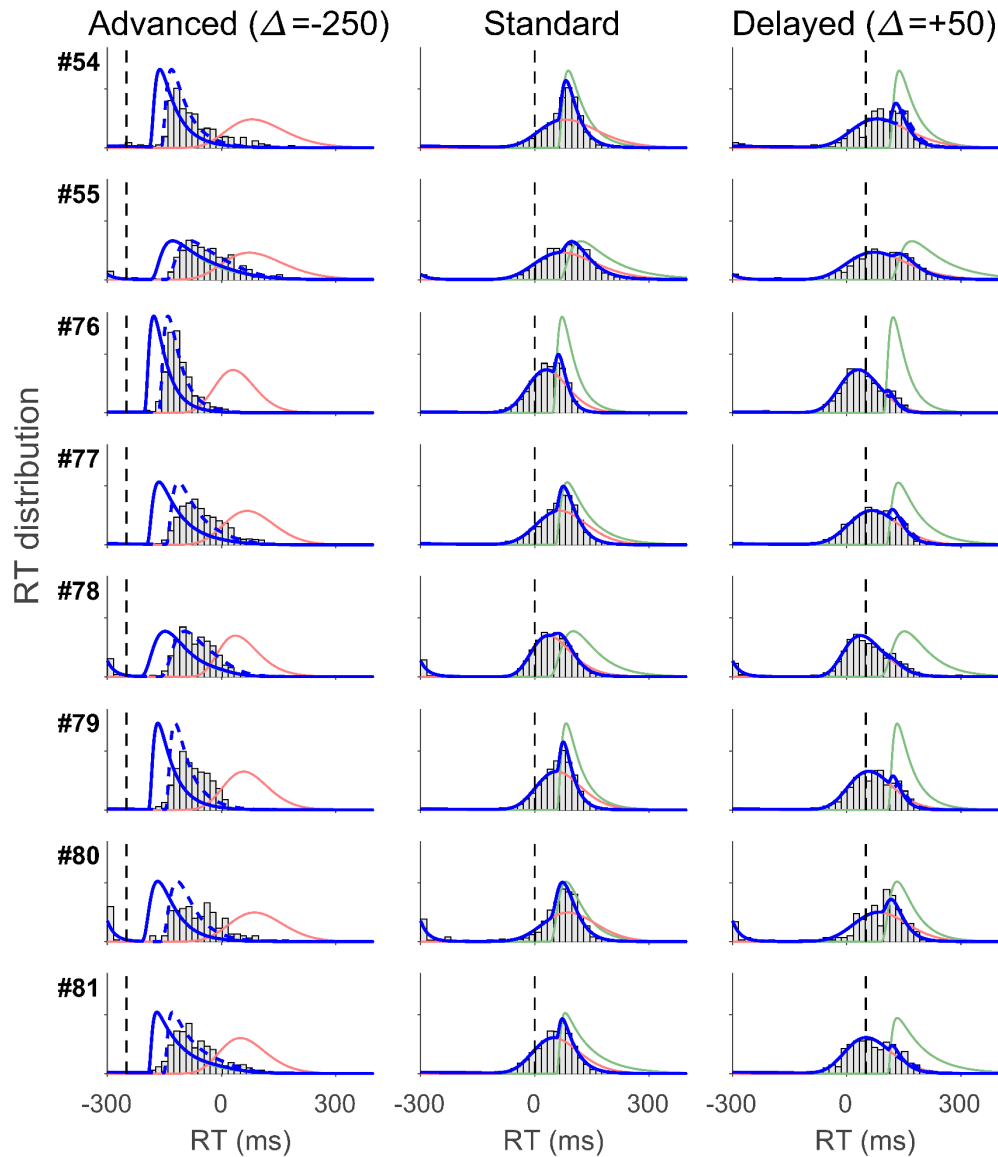 Advanced (Δ=-250) Standard Delayed (Δ=+50)
#54
#55
#76
#77
#78
#79
#80
#81
RT distribution
-300 0 300 -300 0 300 -300 0 300
RT (ms) RT (ms) RT (ms)